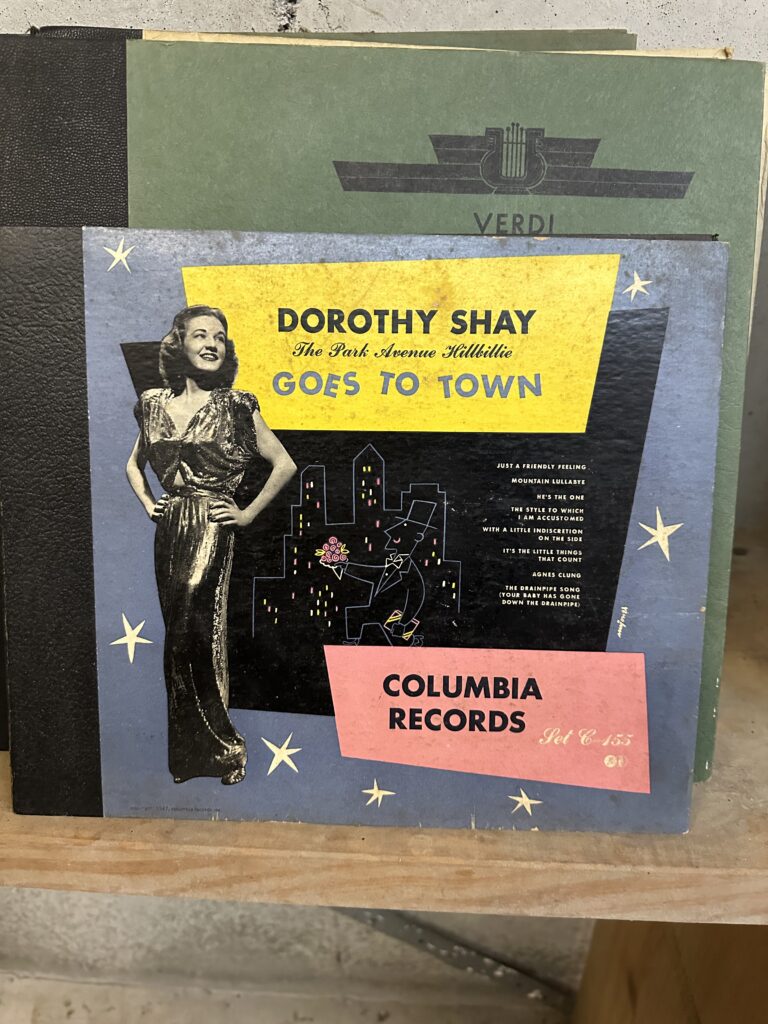 VERDI
DOROTHY SHAY
The Park Avenue Hillbillie
GOES TO TOWN
JUST A FRIENDLY FEELING
MOUNTAIN LULLABYE
HE'S THE ONE
THE STYLE TO WHICH
I AM ACCUSTOMED
WITH A LITTLE INDISCRETION
ON THE SIDE
IT'S THE LITTLE THINGS
THAT COUNT
AGNES CLUNG
THE DRAINPIPE SONG
(YOUR BABY HAS GONE
DOWN THE DRAINPIPE)
COLUMBIA
RECORDS
Set C-155